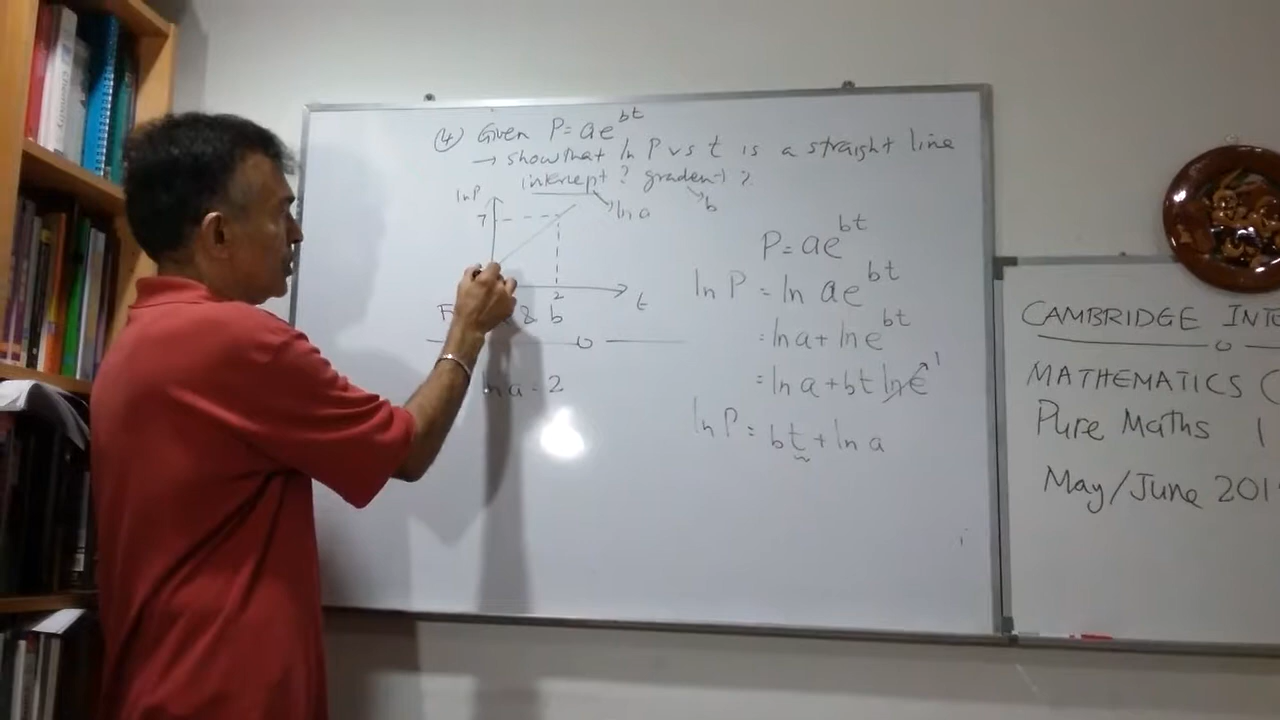 ④ Given P = ae^bt
→ show that ln P vs t is a straight line
intercept ? gradent ?
ln a
b
ln P
7
2
t
& b
ln a = 2
P = ae^bt
ln P = ln ae^bt
= ln a + ln e^bt
= ln a + bt ln e 1
ln P = bt + ln a
CAMBRIDGE
MATHEMATICS (
Pure Maths 1
May/June 201